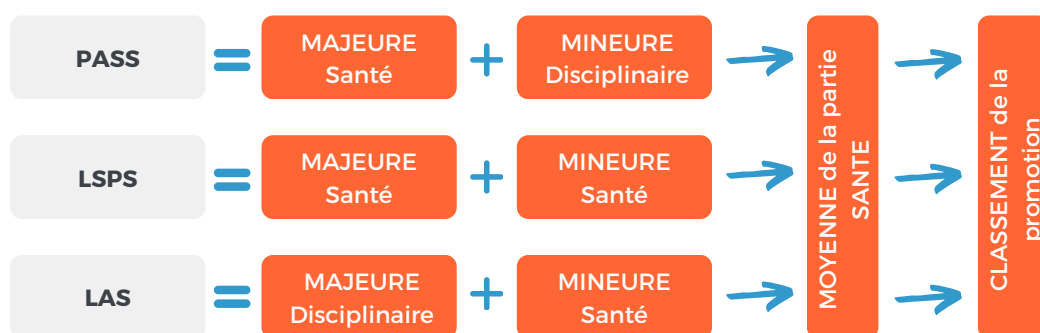 PASS
=
MAJEURE
Santé
+
MINEURE
Disciplinaire
LSPS
=
MAJEURE
Santé
+
MINEURE
Santé
LAS
=
MAJEURE
Disciplinaire
+
MINEURE
Santé
MOYENNE de la partie
SANTE
CLASSEMENT de la
promotion